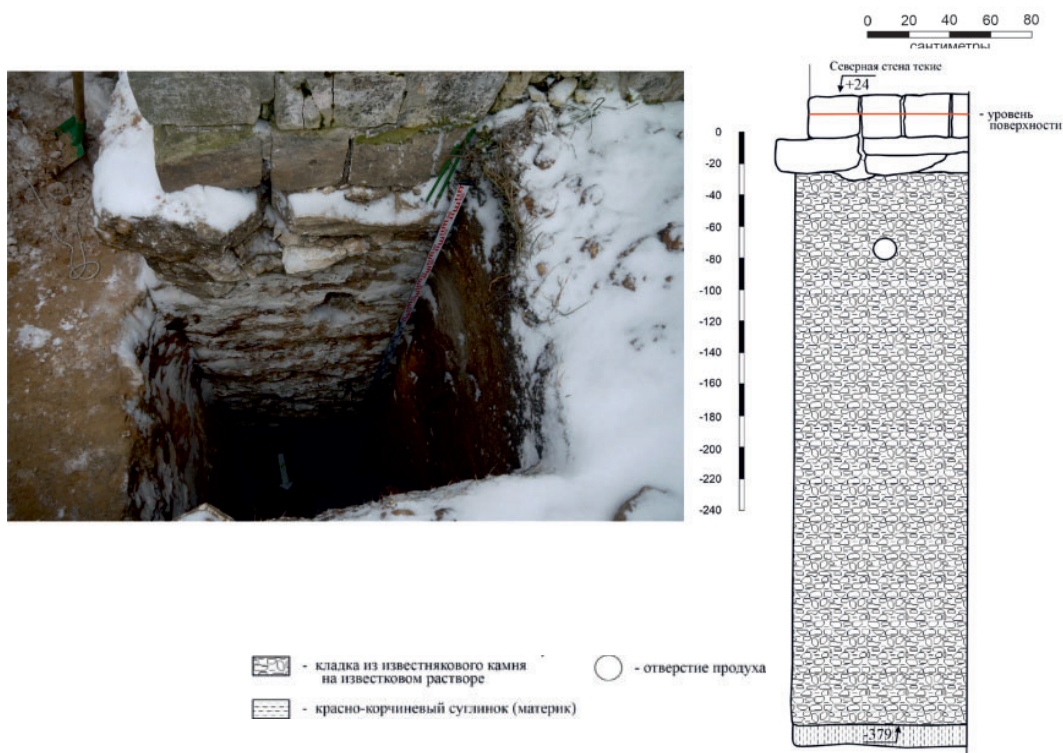 0 20 40 60 80
сантиметры
Северная стена текие
+24
- уровень
поверхности
0
-20
-40
-60
-80
-100
-120
-140
-160
-180
-200
-220
-240
- кладка из известнякового камня
на известковом растворе
- отверстие продуха
- красно-корчиневый суглинок (материк)
-379